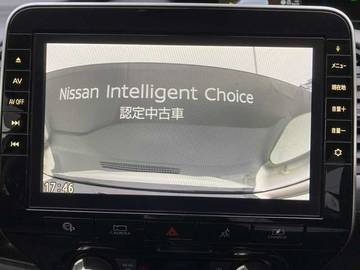 Nissan Intelligent Choice
認定中古車
17:46
AV
AV OFF
メニュー
現在地
音量+
音量−
CAMERA